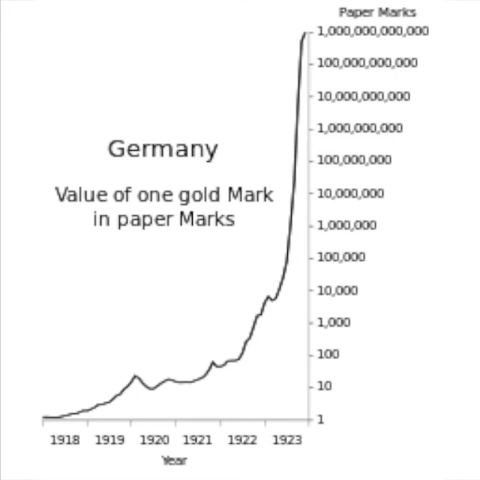 Paper Marks
1,000,000,000,000
100,000,000,000
10,000,000,000
1,000,000,000
100,000,000
10,000,000
1,000,000
100,000
10,000
1,000
100
10
1
Germany
Value of one gold Mark
in paper Marks
1918 1919 1920 1921 1922 1923
Year